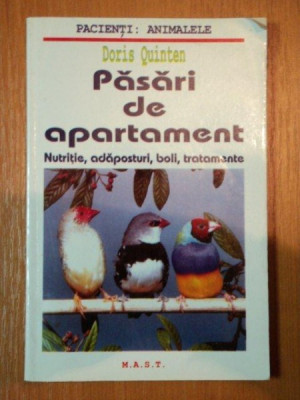 PACIENȚI: ANIMALELE
Doris Quinten
Păsări
de
apartament
Nutriție, adăposturi, boli, tratamente
M.A.S.T.